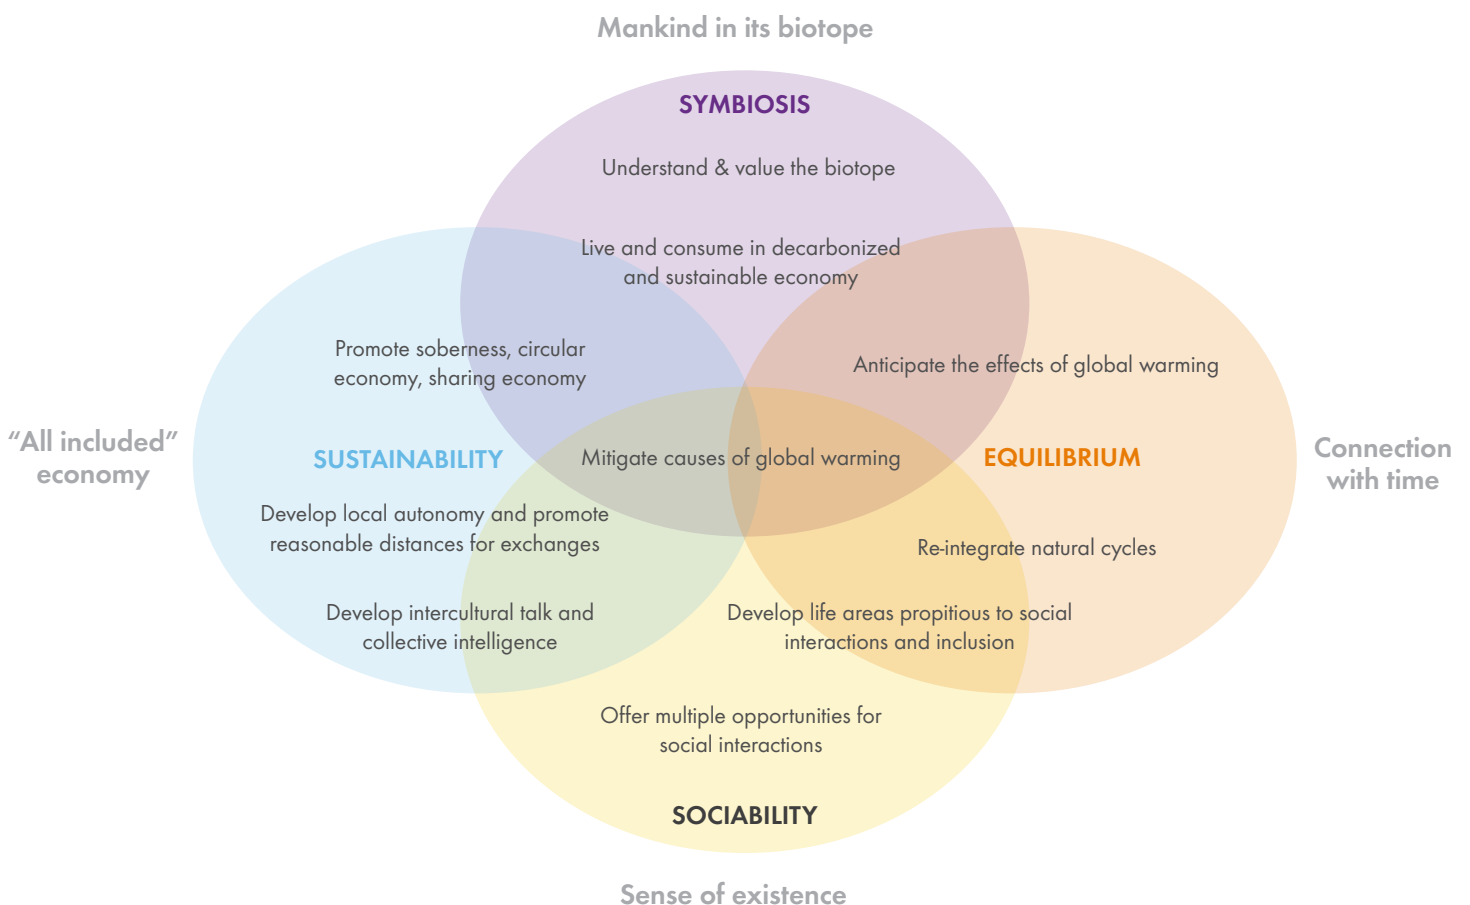 Mankind in its biotope
SYMBIOSIS
Understand & value the biotope
Live and consume in decarbonized
and sustainable economy
Promote soberness, circular
economy, sharing economy
Anticipate the effects of global warming
“All included”
economy
SUSTAINABILITY
Mitigate causes of global warming
EQUILIBRIUM
Connection
with time
Develop local autonomy and promote
reasonable distances for exchanges
Re-integrate natural cycles
Develop intercultural talk and
collective intelligence
Develop life areas propitious to social
interactions and inclusion
Offer multiple opportunities for
social interactions
SOCIABILITY
Sense of existence